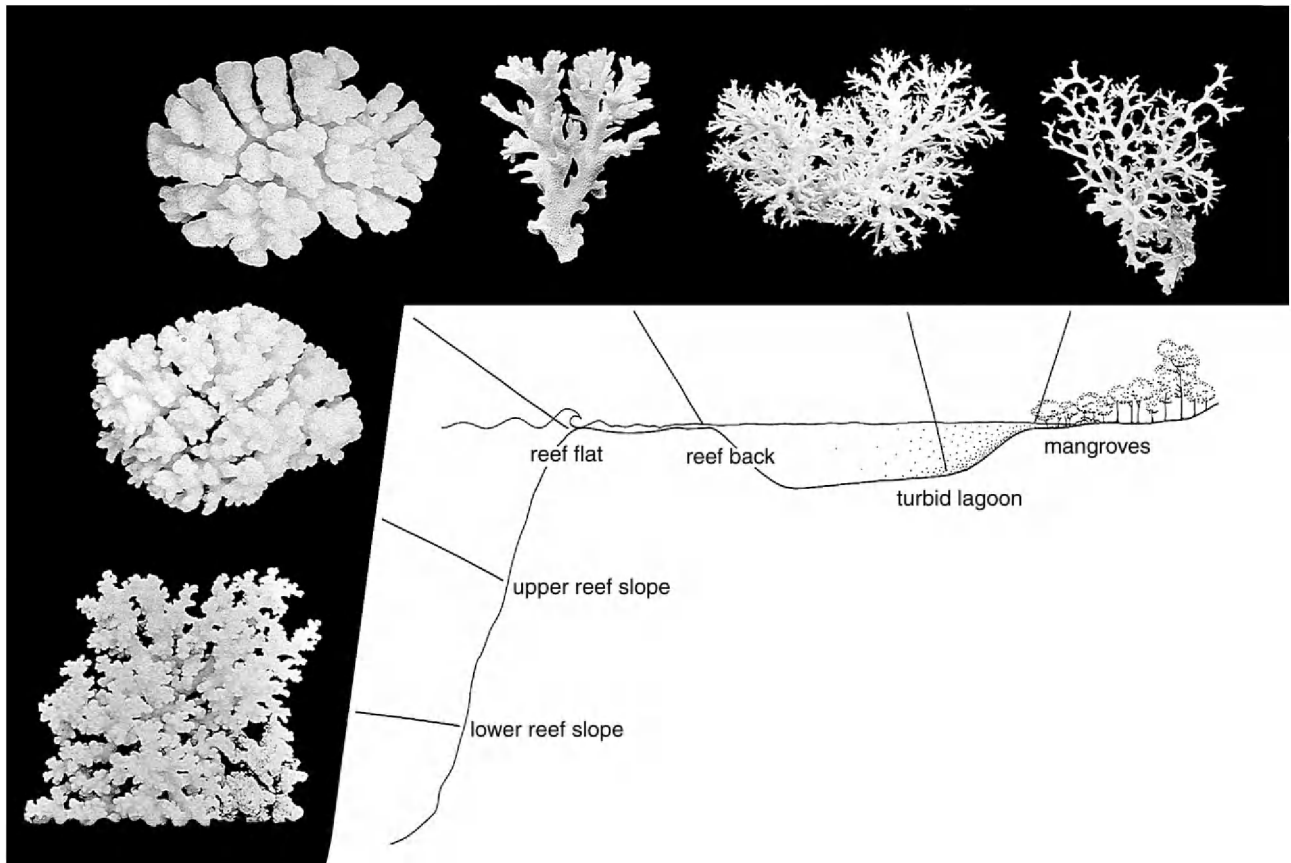 reef flat
reef back
mangroves
turbid lagoon
upper reef slope
lower reef slope